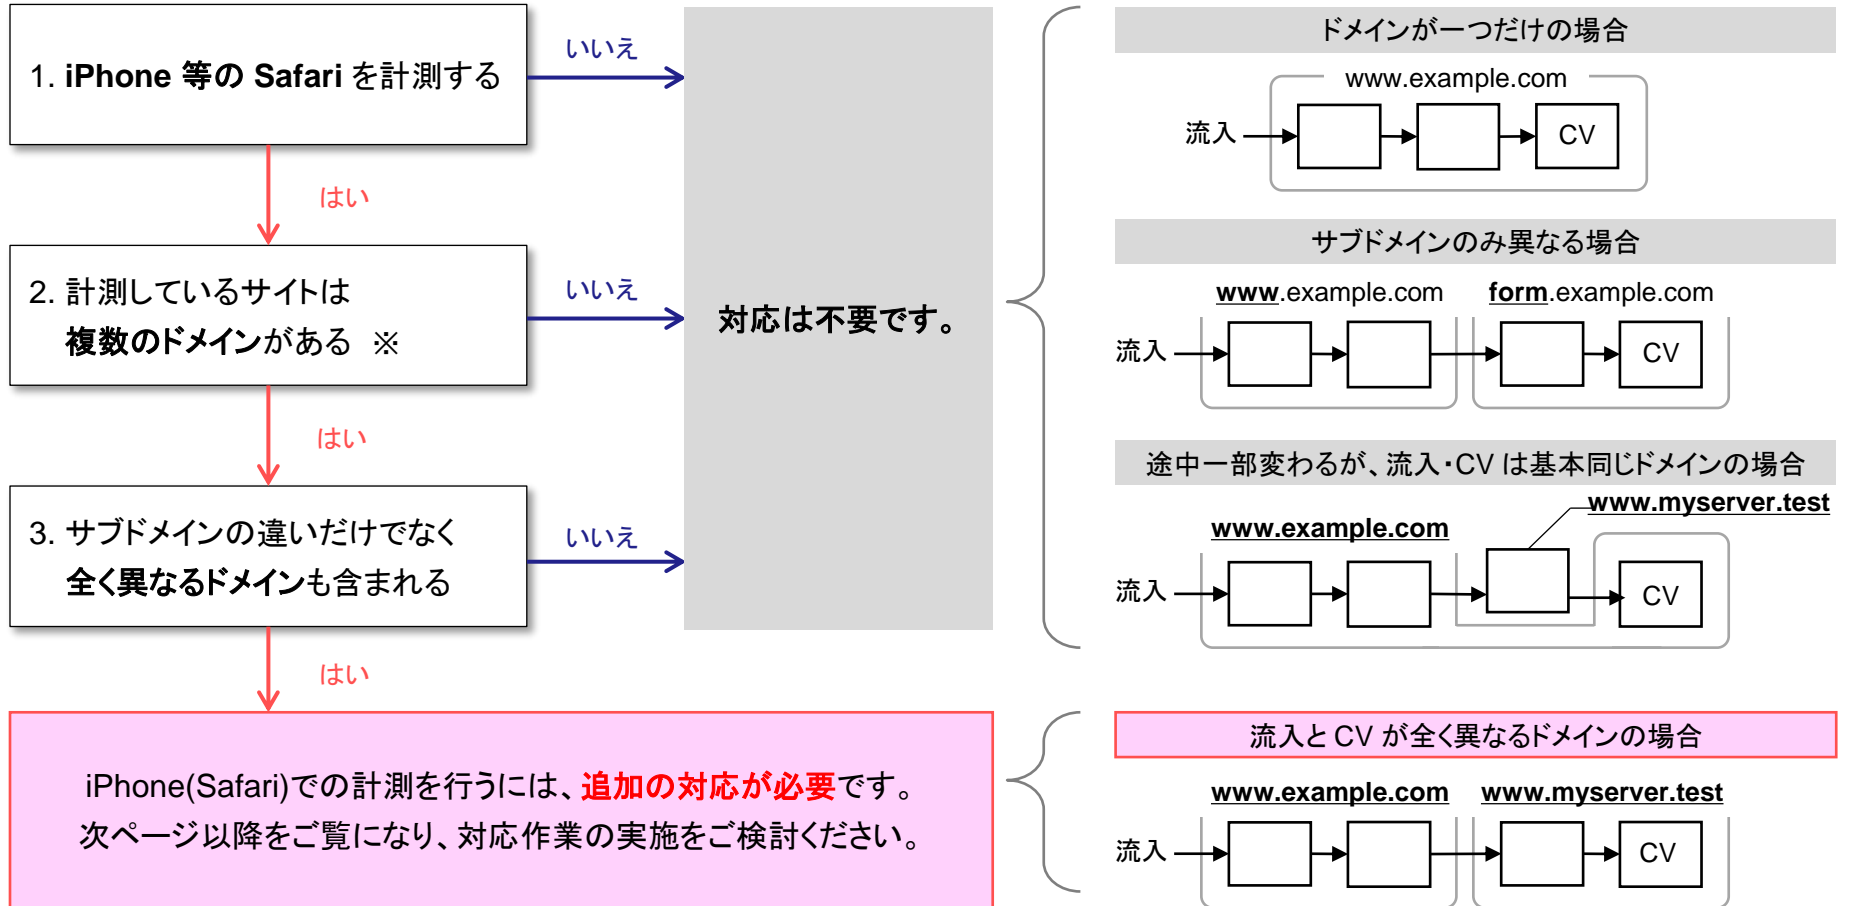 1. iPhone 等の Safari を計測する
いいえ
はい
2. 計測しているサイトは
複数のドメインがある ※
いいえ
はい
3. サブドメインの違いだけでなく
全く異なるドメインも含まれる
いいえ
はい
対応は不要です。
iPhone(Safari)での計測を行うには、追加の対応が必要です。
次ページ以降をご覧になり、対応作業の実施をご検討ください。
ドメインが一つだけの場合
www.example.com
流入
CV
サブドメインのみ異なる場合
www.example.com
form.example.com
流入
CV
途中一部変わるが、流入・CV は基本同じドメインの場合
www.myserver.test
www.example.com
流入
CV
流入と CV が全く異なるドメインの場合
www.example.com
www.myserver.test
流入
CV